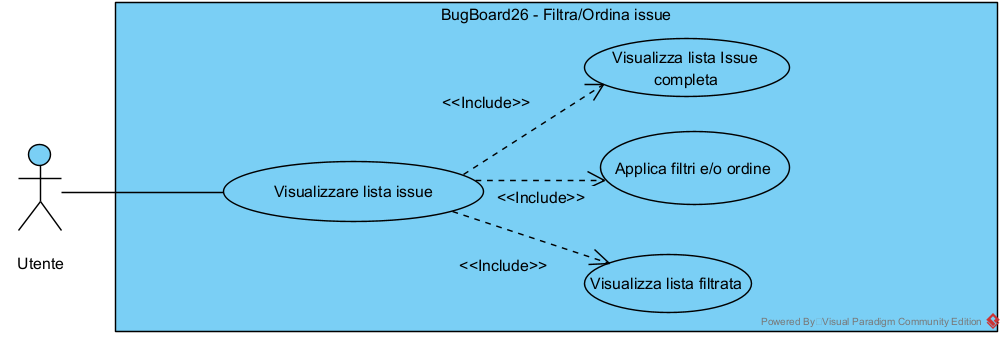 BugBoard26 - Filtra/Ordina issue
Visualizza lista Issue
completa
<<Include>>
Applica filtri e/o ordine
Visualizzare lista issue
<<Include>>
Utente
<<Include>>
Visualizza lista filtrata
Powered By Visual Paradigm Community Edition